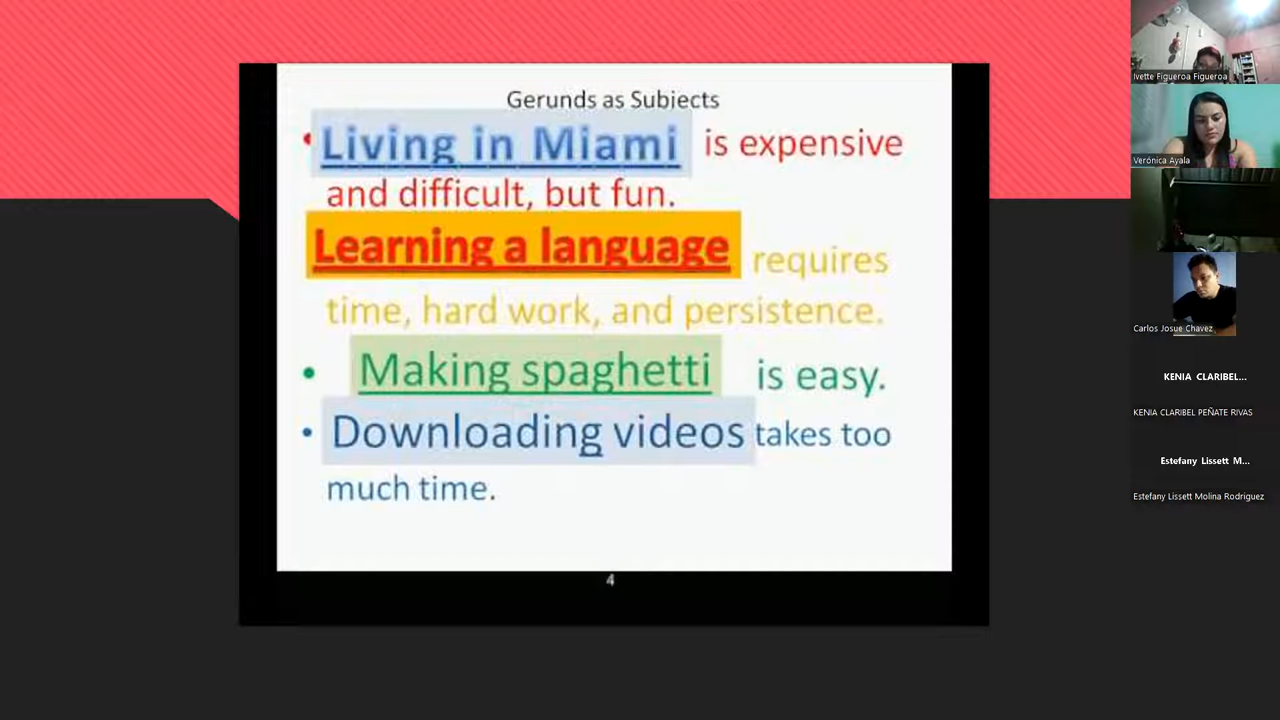 Gerunds as Subjects
• Living in Miami is expensive
and difficult, but fun.
Learning a language requires
time, hard work, and persistence.
• Making spaghetti is easy.
• Downloading videos takes too
much time.
4
Ivette Figueroa Figueroa
Verónica Ayala
Carlos Josue Chavez
KENIA CLARIBEL...
KENIA CLARIBEL PEÑATE RIVAS
Estefany Lissett M...
Estefany Lissett Molina Rodriguez